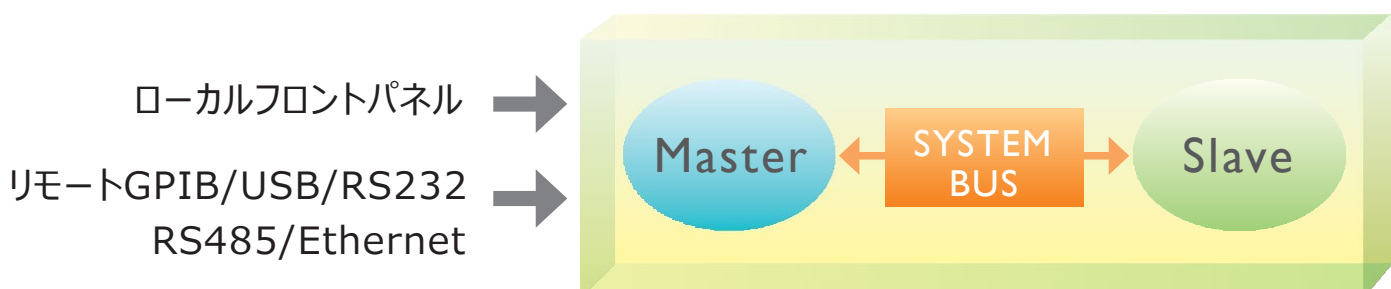 ローカルフロントパネル
リモートGPIB/USB/RS232
RS485/Ethernet
Master
SYSTEM
BUS
Slave